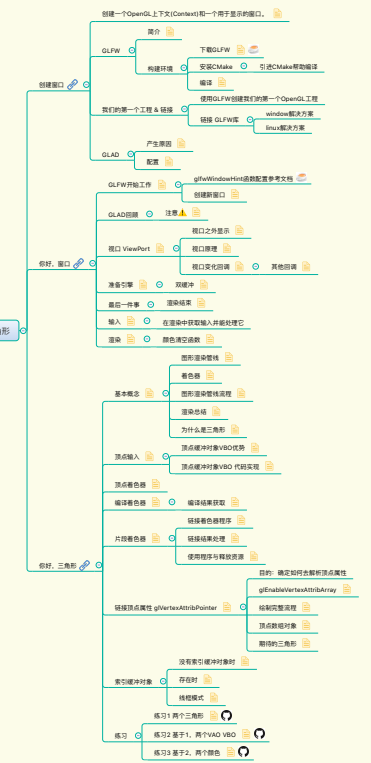 创建一个OpenGL上下文(Context)和一个用于显示的窗口。
简介
GLFW
下载GLFW
构建环境
安装CMake
引进CMake帮助编译
编译
创建窗口
使用GLFW创建我们的第一个OpenGL工程
我们的第一个工程 & 链接
window解决方案
链接 GLFW库
linux解决方案
产生原因
GLAD
配置
glfwWindowHint函数配置参考文档
GLFW开始工作
创建新窗口
GLAD回顾
注意
视口之外显示
视口 ViewPort
视口原理
视口变化回调
其他回调
你好，窗口
准备引擎
双缓冲
最后一件事
渲染结束
输入
在渲染中获取输入并能处理它
渲染
颜色清空函数
形
图形渲染管线
着色器
基本概念
图形渲染管线流程
渲染总结
为什么是三角形
顶点缓冲对象VBO优势
顶点输入
顶点缓冲对象VBO 代码实现
顶点着色器
编译着色器
编译结果获取
链接着色器程序
片段着色器
链接结果处理
使用程序与释放资源
你好，三角形
目的：确定如何去解析顶点属性
glEnableVertexAttribArray
链接顶点属性 glVertexAttribPointer
绘制完整流程
顶点数组对象
期待的三角形
没有索引缓冲对象时
索引缓冲对象
存在时
线框模式
练习1 两个三角形
练习
练习2 基于1、两个VAO VBO
练习3 基于2、两个颜色